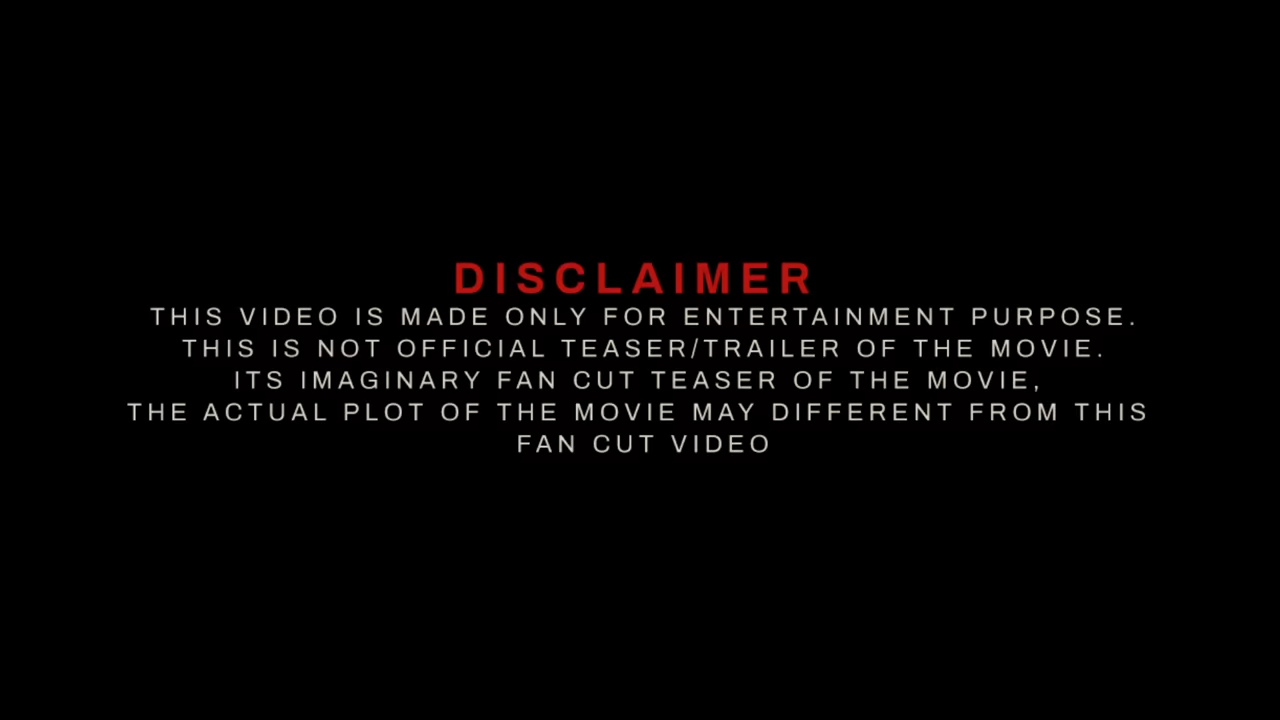 DISCLAIMER
THIS VIDEO IS MADE ONLY FOR ENTERTAINMENT PURPOSE.
THIS IS NOT OFFICIAL TEASER/TRAILER OF THE MOVIE.
ITS IMAGINARY FAN CUT TEASER OF THE MOVIE,
THE ACTUAL PLOT OF THE MOVIE MAY DIFFERENT FROM THIS
FAN CUT VIDEO